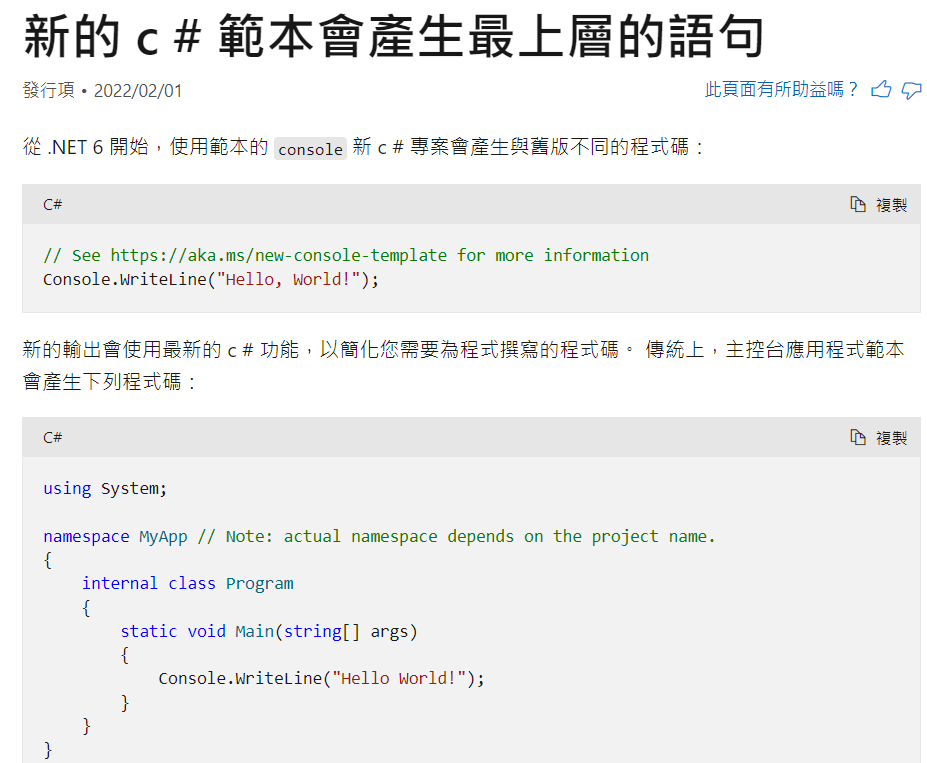 新的 c # 範本會產生最上層的語句
發行項 • 2022/02/01
此頁面有所助益嗎？
從 .NET 6 開始，使用範本的 console 新 c # 專案會產生與舊版不同的程式碼：
C#
複製
// See https://aka.ms/new-console-template for more information
Console.WriteLine("Hello, World!");
新的輸出會使用最新的 c # 功能，以簡化您需要為程式撰寫的程式碼。 傳統上，主控台應用程式範本
會產生下列程式碼：
C#
複製
using System;
namespace MyApp // Note: actual namespace depends on the project name.
{
    internal class Program
    {
        static void Main(string[] args)
        {
            Console.WriteLine("Hello World!");
        }
    }
}